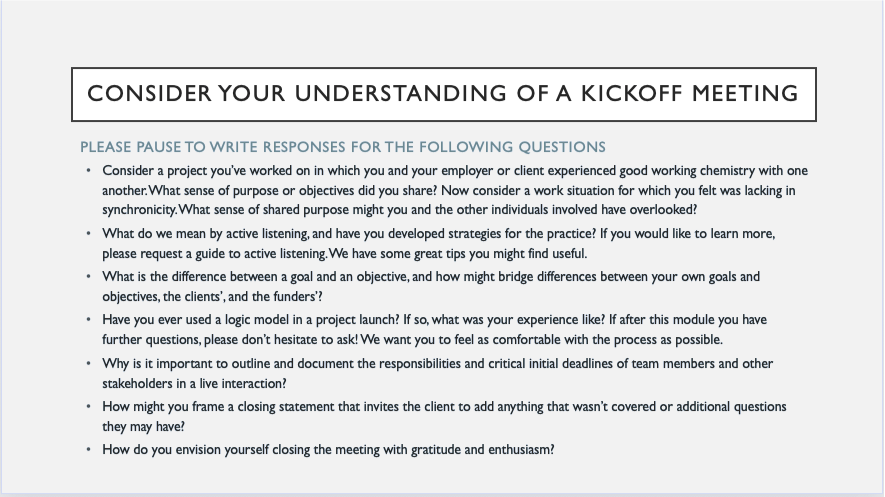 CONSIDER YOUR UNDERSTANDING OF A KICKOFF MEETING
PLEASE PAUSE TO WRITE RESPONSES FOR THE FOLLOWING QUESTIONS
• Consider a project you've worked on in which you and your employer or client experienced good working chemistry with one
another. What sense of purpose or objectives did you share? Now consider a work situation for which you felt was lacking in
synchronicity. What sense of shared purpose might you and the other individuals involved have overlooked?
• What do we mean by active listening, and have you developed strategies for the practice? If you would like to learn more,
please request a guide to active listening. We have some great tips you might find useful.
• What is the difference between a goal and an objective, and how might bridge differences between your own goals and
objectives, the clients', and the funders'?
• Have you ever used a logic model in a project launch? If so, what was your experience like? If after this module you have
further questions, please don't hesitate to ask! We want you to feel as comfortable with the process as possible.
• Why is it important to outline and document the responsibilities and critical initial deadlines of team members and other
stakeholders in a live interaction?
• How might you frame a closing statement that invites the client to add anything that wasn't covered or additional questions
they may have?
• How do you envision yourself closing the meeting with gratitude and enthusiasm?